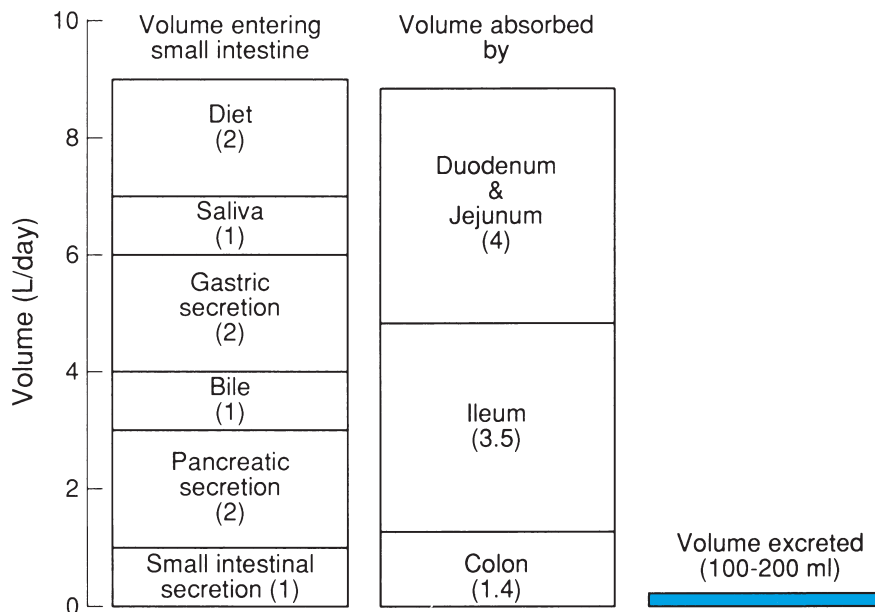 Volume (L/day)
10
8
6
4
2
0
Volume entering
small intestine
Diet
(2)
Saliva
(1)
Gastric
secretion
(2)
Bile
(1)
Pancreatic
secretion
(2)
Small intestinal
secretion (1)
Volume absorbed
by
Duodenum
&
Jejunum
(4)
Ileum
(3.5)
Colon
(1.4)
Volume excreted
(100-200 ml)